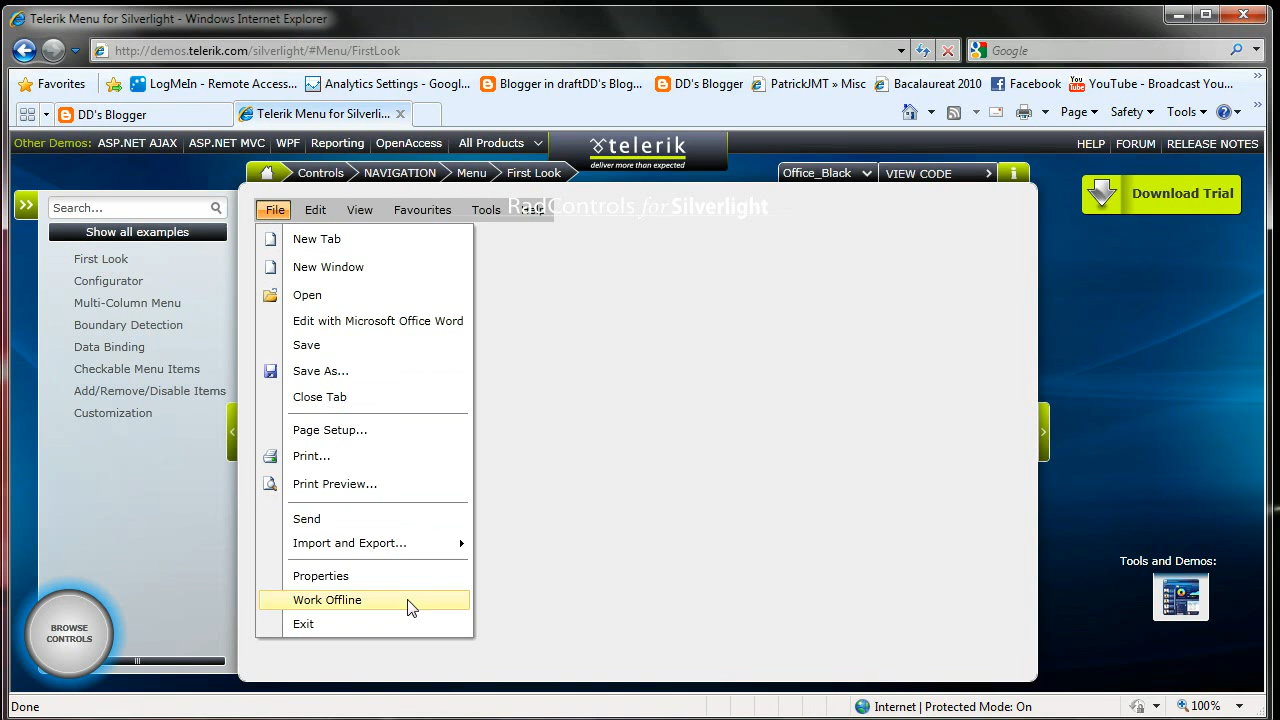 Telerik Menu for Silverlight - Windows Internet Explorer
http://demos.telerik.com/silverlight/#Menu/FirstLook
Google
Favorites LogMeIn - Remote Access... Analytics Settings - Googl... Blogger in draftDD's Blog... DD's Blogger PatrickJMT » Misc Bacalaureat 2010 Facebook YouTube - Broadcast You...
DD's Blogger Telerik Menu for Silverli... Page Safety Tools
Other Demos: ASP.NET AJAX ASP.NET MVC WPF Reporting OpenAccess All Products telerik HELP FORUM RELEASE NOTES
deliver more than expected
Controls NAVIGATION Menu First Look Office_Black VIEW CODE
Download Trial
Search...
File Edit View Favourites Tools Help RadControls for Silverlight
Show all examples
First Look
Configurator
Multi-Column Menu
Boundary Detection
Data Binding
Checkable Menu Items
Add/Remove/Disable Items
Customization
New Tab
New Window
Open
Edit with Microsoft Office Word
Save
Save As...
Close Tab
Page Setup...
Print...
Print Preview...
Send
Import and Export...
Properties
Work Offline
Exit
Tools and Demos:
BROWSE
CONTROLS
Done Internet | Protected Mode: On 100%